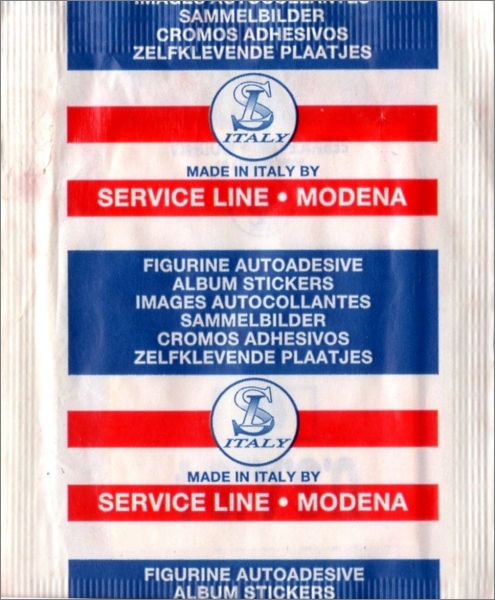 IMAGES AUTOCOLLANTES
SAMMELBILDER
CROMOS ADHESIVOS
ZELFKLEVENDE PLAATJES
SL
ITALY
MADE IN ITALY BY
SERVICE LINE • MODENA
FIGURINE AUTOADESIVE
ALBUM STICKERS
IMAGES AUTOCOLLANTES
SAMMELBILDER
CROMOS ADHESIVOS
ZELFKLEVENDE PLAATJES
SL
ITALY
MADE IN ITALY BY
SERVICE LINE • MODENA
FIGURINE AUTOADESIVE
ALBUM STICKERS